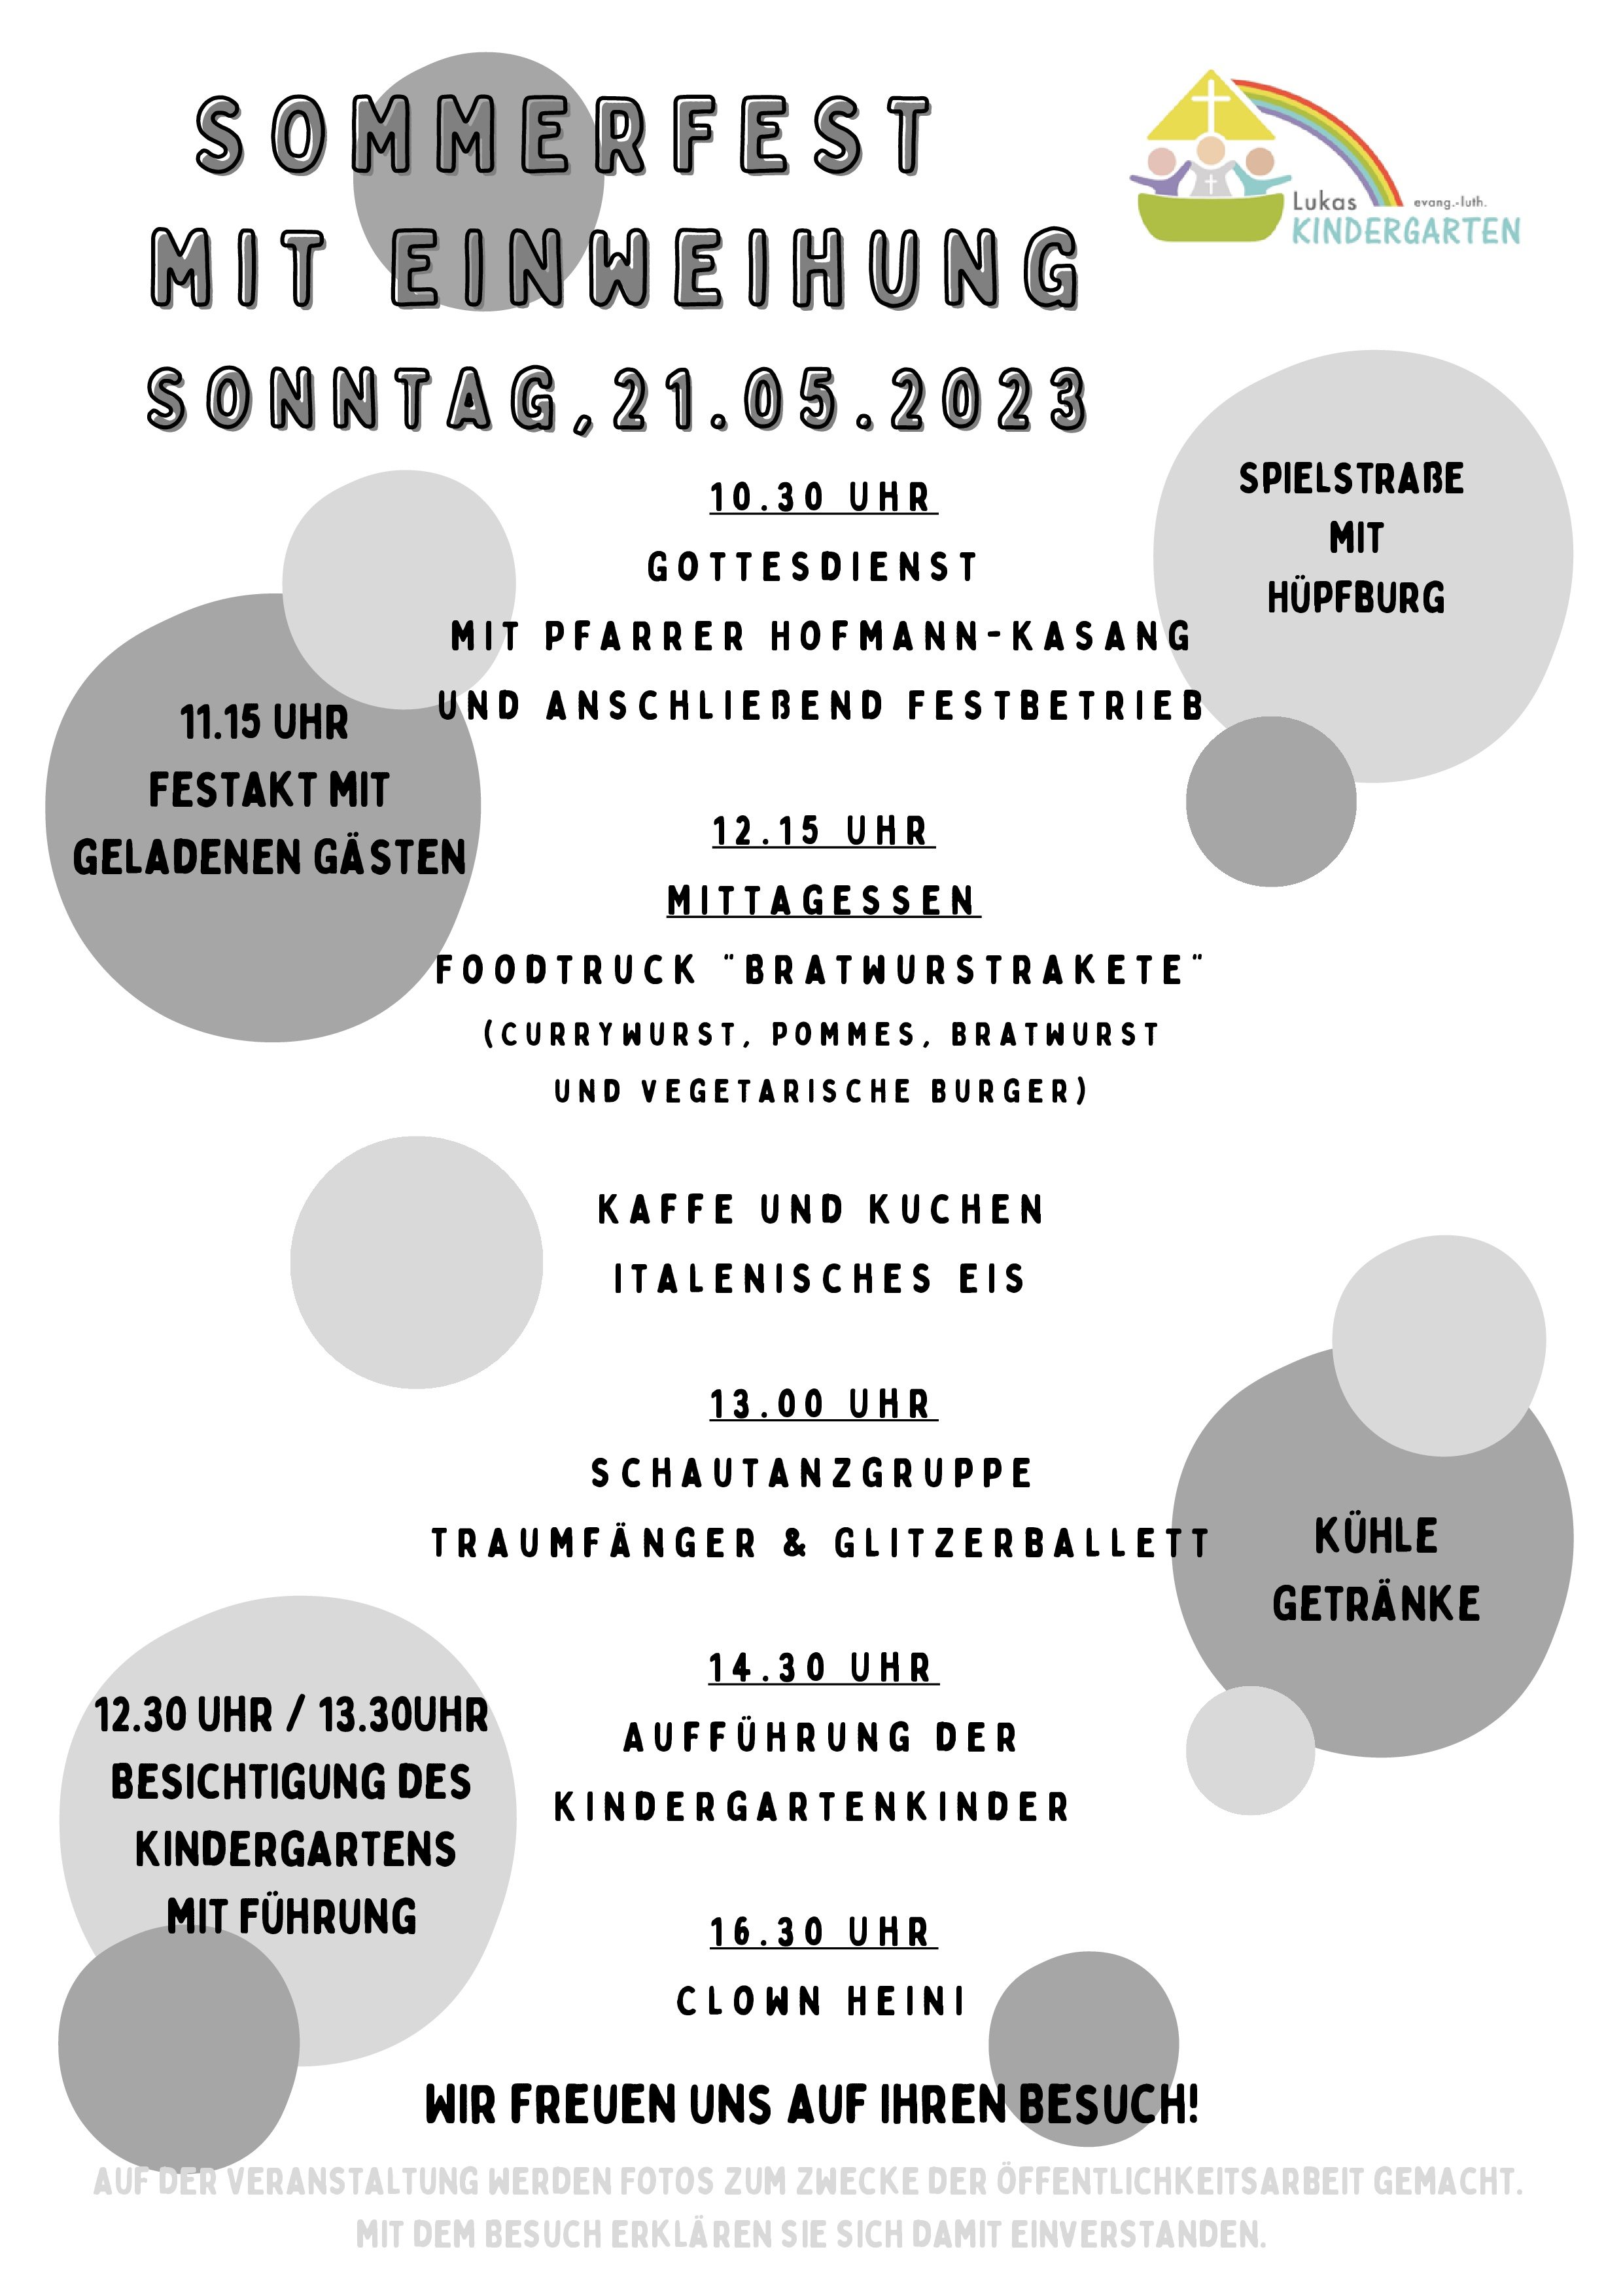 SOMMERFEST
MIT EINWEIHUNG
SONNTAG,21.05.2023
Lukas evang.-luth.
KINDERGARTEN
SPIELSTRAßE
MIT
HÜPFBURG
10.30 UHR
GOTTESDIENST
MIT PFARRER HOFMANN-KASANG
UND ANSCHLIEßEND FESTBETRIEB
11.15 UHR
FESTAKT MIT
GELADENEN GÄSTEN
12.15 UHR
MITTAGESSEN
FOODTRUCK "BRATWURSTRAKETE"
(CURRYWURST, POMMES, BRATWURST
UND VEGETARISCHE BURGER)
KAFFE UND KUCHEN
ITALENISCHES EIS
13.00 UHR
SCHAUTANZGRUPPE
TRAUMFÄNGER & GLITZERBALLETT
KÜHLE
GETRÄNKE
12.30 UHR / 13.30UHR
BESICHTIGUNG DES
KINDERGARTENS
MIT FÜHRUNG
14.30 UHR
AUFFÜHRUNG DER
KINDERGARTENKINDER
16.30 UHR
CLOWN HEINI
WIR FREUEN UNS AUF IHREN BESUCH!
AUF DER VERANSTALTUNG WERDEN FOTOS ZUM ZWECKE DER ÖFFENTLICHKEITSARBEIT GEMACHT.
MIT DEM BESUCH ERKLÄREN SIE SICH DAMIT EINVERSTANDEN.